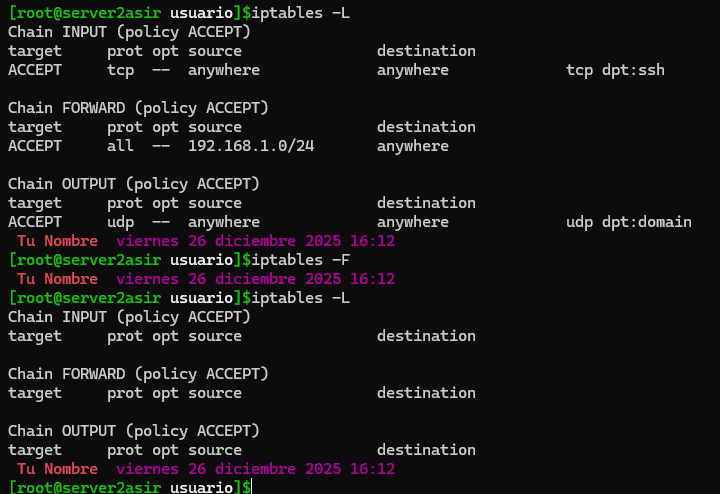 [root@server2asir usuario]$iptables -L
Chain INPUT (policy ACCEPT)
target     prot opt source               destination
ACCEPT     tcp  --  anywhere             anywhere             tcp dpt:ssh

Chain FORWARD (policy ACCEPT)
target     prot opt source               destination
ACCEPT     all  --  192.168.1.0/24       anywhere

Chain OUTPUT (policy ACCEPT)
target     prot opt source               destination
ACCEPT     udp  --  anywhere             anywhere             udp dpt:domain
 Tu Nombre  viernes 26 diciembre 2025 16:12
[root@server2asir usuario]$iptables -F
 Tu Nombre  viernes 26 diciembre 2025 16:12
[root@server2asir usuario]$iptables -L
Chain INPUT (policy ACCEPT)
target     prot opt source               destination

Chain FORWARD (policy ACCEPT)
target     prot opt source               destination

Chain OUTPUT (policy ACCEPT)
target     prot opt source               destination
 Tu Nombre  viernes 26 diciembre 2025 16:12
[root@server2asir usuario]$